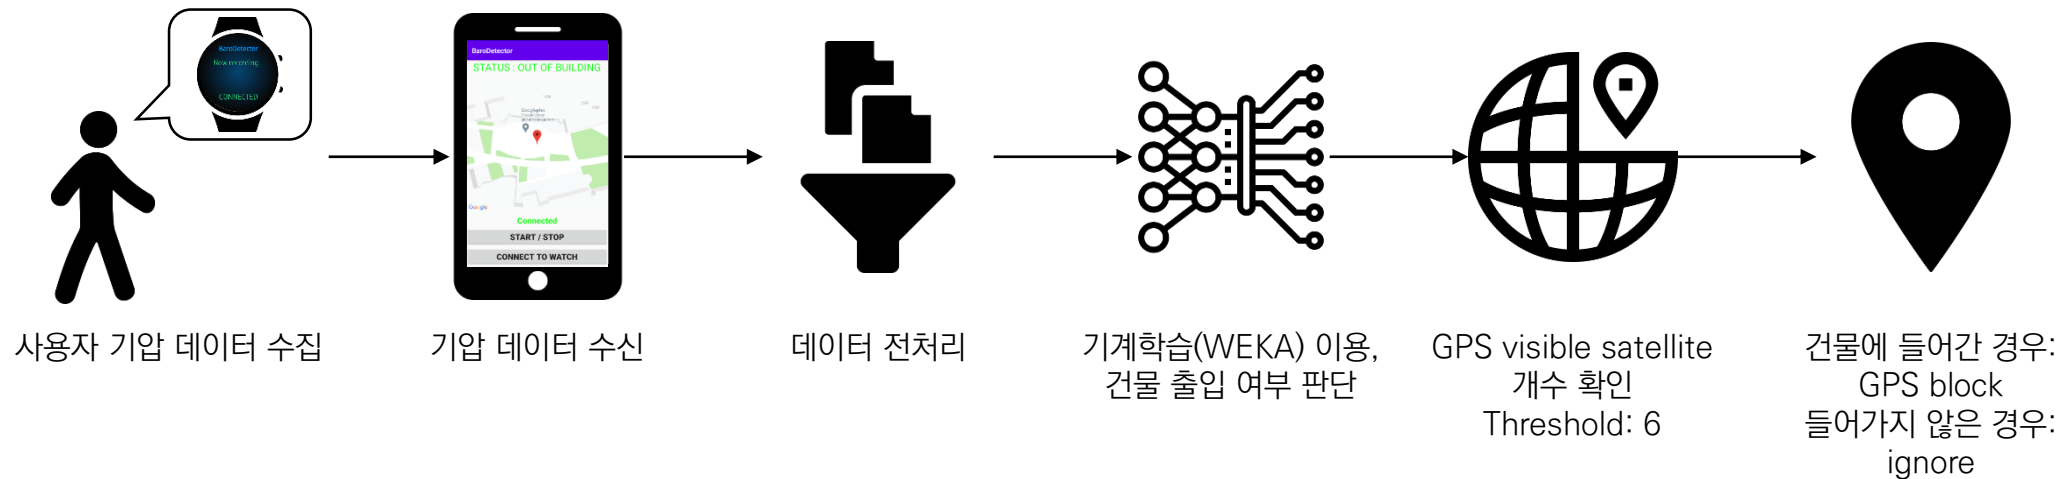 BaroDetector
New recording
CONNECTED
BaroDetector
STATUS : OUT OF BUILDING
Googleplex
Google
Connected
START / STOP
CONNECT TO WATCH
사용자 기압 데이터 수집
기압 데이터 수신
데이터 전처리
기계학습(WEKA) 이용,
건물 출입 여부 판단
GPS visible satellite
개수 확인
Threshold: 6
건물에 들어간 경우:
GPS block
들어가지 않은 경우:
ignore